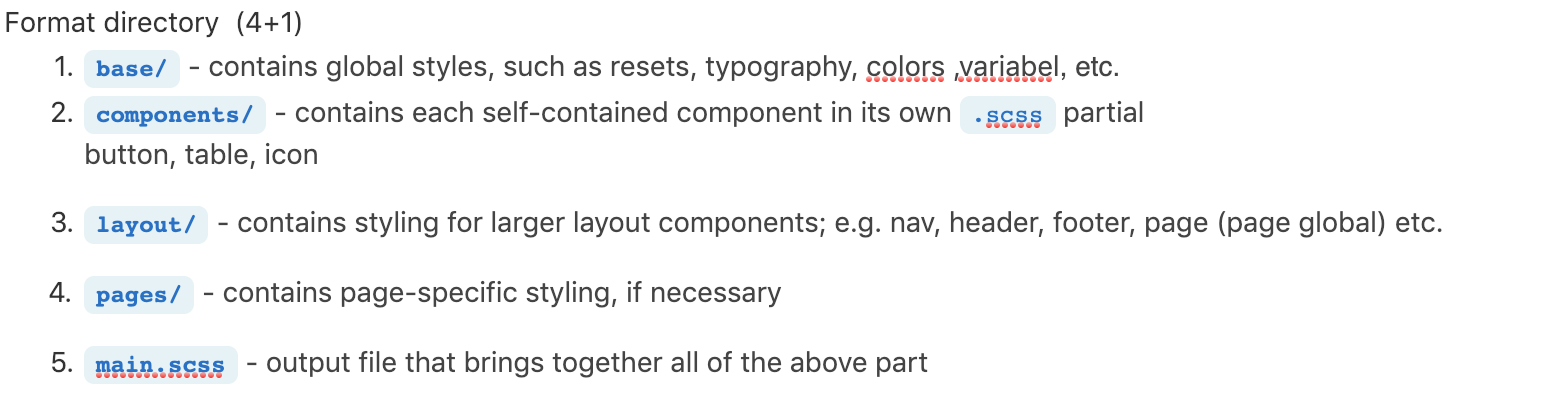 Format directory (4+1)
1. base/ - contains global styles, such as resets, typography, colors ,variabel, etc.
2. components/ - contains each self-contained component in its own .scss partial
button, table, icon
3. layout/ - contains styling for larger layout components; e.g. nav, header, footer, page (page global) etc.
4. pages/ - contains page-specific styling, if necessary
5. main.scss - output file that brings together all of the above part